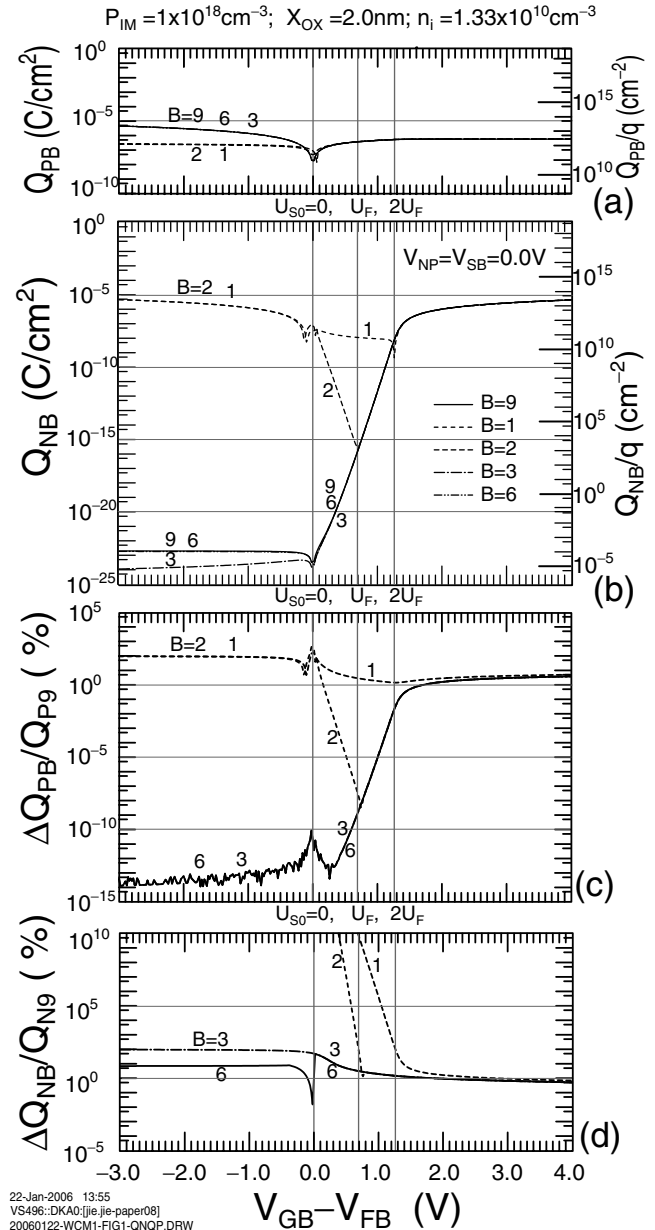 P_IM = 1x10^18 cm^−3; X_OX = 2.0nm; n_i = 1.33x10^10 cm^−3
Q_PB (C/cm^2)
10^0
10^−5
10^−10
B=9 6 3
2 1
10^15
10^10
Q_PB/q (cm^−2)
(a)
U_S0=0, U_F, 2U_F
Q_NB (C/cm^2)
10^0
10^−5
10^−10
10^−15
10^−20
10^−25
V_NP=V_SB=0.0V
B=2 1
1
2
9
6
3
9 6
3
B=9
B=1
B=2
B=3
B=6
10^15
10^10
10^5
10^0
10^−5
Q_NB/q (cm^−2)
(b)
U_S0=0, U_F, 2U_F
ΔQ_PB/Q_P9 ( %)
10^5
10^0
10^−5
10^−10
10^−15
B=2 1
1
2
3
6
6 3
(c)
U_S0=0, U_F, 2U_F
ΔQ_NB/Q_N9 ( %)
10^10
10^5
10^0
10^−5
2 1
B=3
6
3
6
(d)
−3.0 −2.0 −1.0 0.0 1.0 2.0 3.0 4.0
V_GB−V_FB (V)
22-Jan-2006 13:55
VS496::DKA0:[jie.jie-paper08]
20060122-WCM1-FIG1-QNQP.DRW